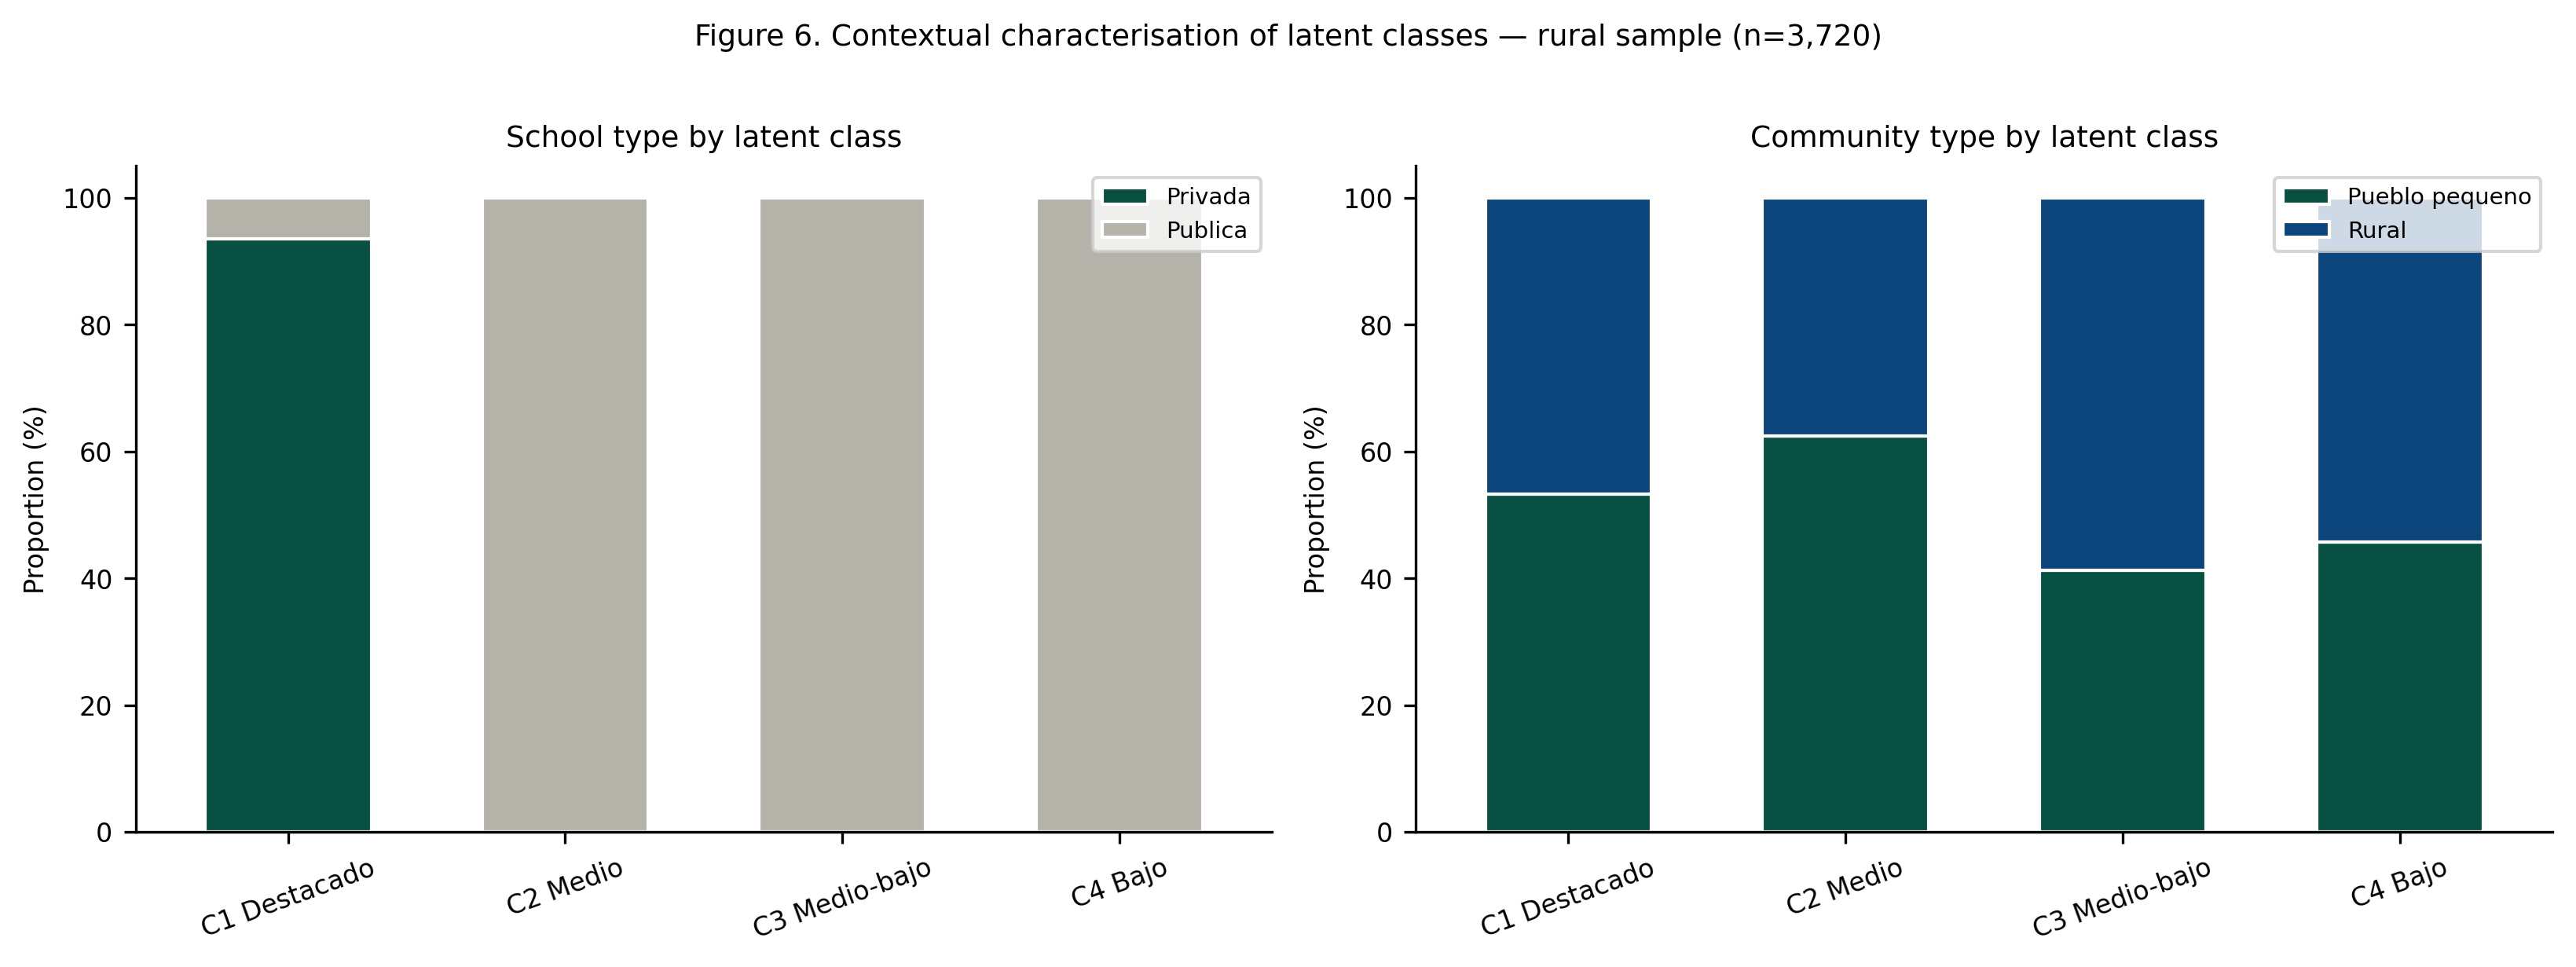 Figure 6. Contextual characterisation of latent classes — rural sample (n=3,720)
School type by latent class
Proportion (%)
100
80
60
40
20
0
Privada
Publica
C1 Destacado
C2 Medio
C3 Medio-bajo
C4 Bajo
Community type by latent class
Proportion (%)
100
80
60
40
20
0
Pueblo pequeno
Rural
C1 Destacado
C2 Medio
C3 Medio-bajo
C4 Bajo